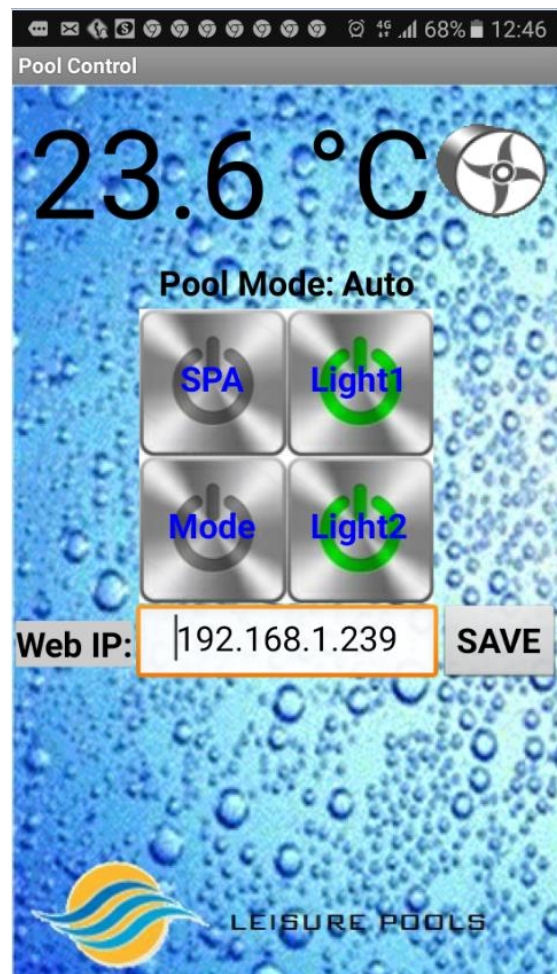 4G 68% 12:46
Pool Control
23.6 °C
Pool Mode: Auto
SPA Light1
Mode Light2
Web IP: 192.168.1.239 SAVE
LEISURE POOLS